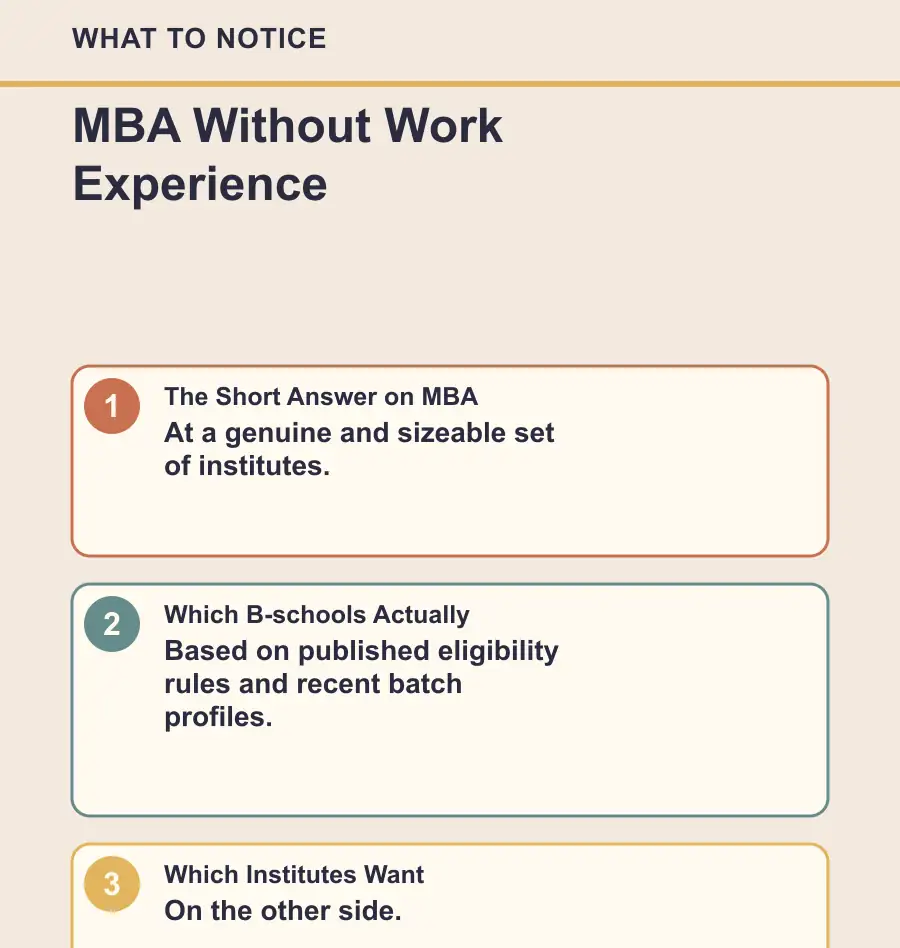 WHAT TO NOTICE
MBA Without Work
Experience
1
The Short Answer on MBA
At a genuine and sizeable set
of institutes.
2
Which B-schools Actually
Based on published eligibility
rules and recent batch
profiles.
3
Which Institutes Want
On the other side.